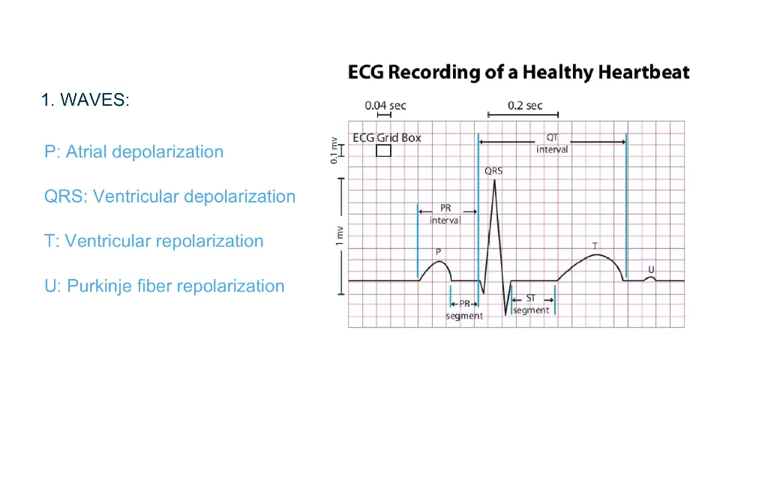 ECG Recording of a Healthy Heartbeat
1. WAVES:
P: Atrial depolarization
QRS: Ventricular depolarization
T: Ventricular repolarization
U: Purkinje fiber repolarization
0.04 sec
0.2 sec
ECG Grid Box
0.1 mv
QT
interval
QRS
PR
interval
1 mv
P
T
U
PR
segment
ST
segment